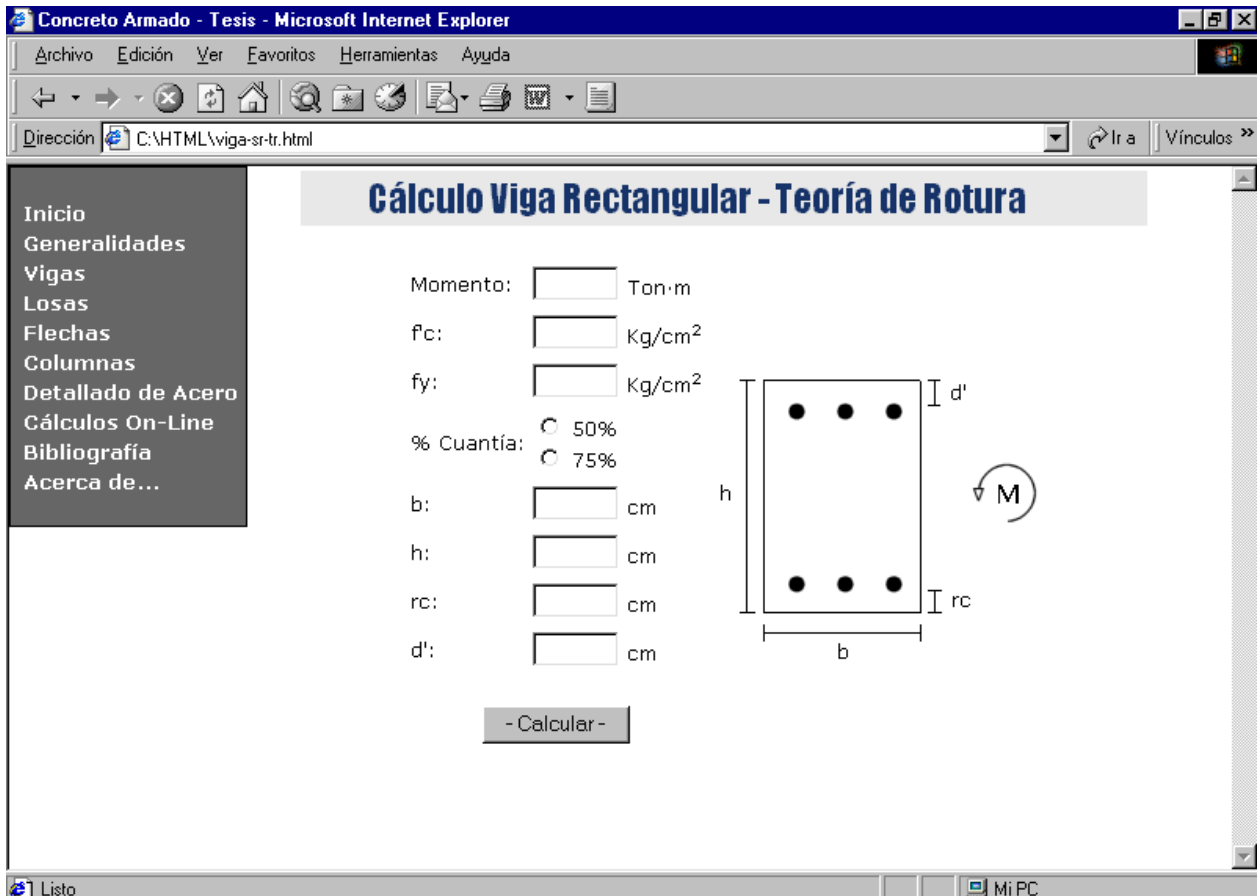 Concreto Armado - Tesis - Microsoft Internet Explorer
Archivo Edición Ver Favoritos Herramientas Ayuda
Dirección C:\HTML\viga-sr-tr.html Ir a Vínculos »
Inicio
Generalidades
Vigas
Losas
Flechas
Columnas
Detallado de Acero
Cálculos On-Line
Bibliografía
Acerca de...
Cálculo Viga Rectangular - Teoría de Rotura
Momento: Ton·m
f'c: Kg/cm²
fy: Kg/cm²
% Cuantía: 50%
75%
b: cm
h: cm
rc: cm
d': cm
- Calcular -
d'
h
M
rc
b
Listo
Mi PC